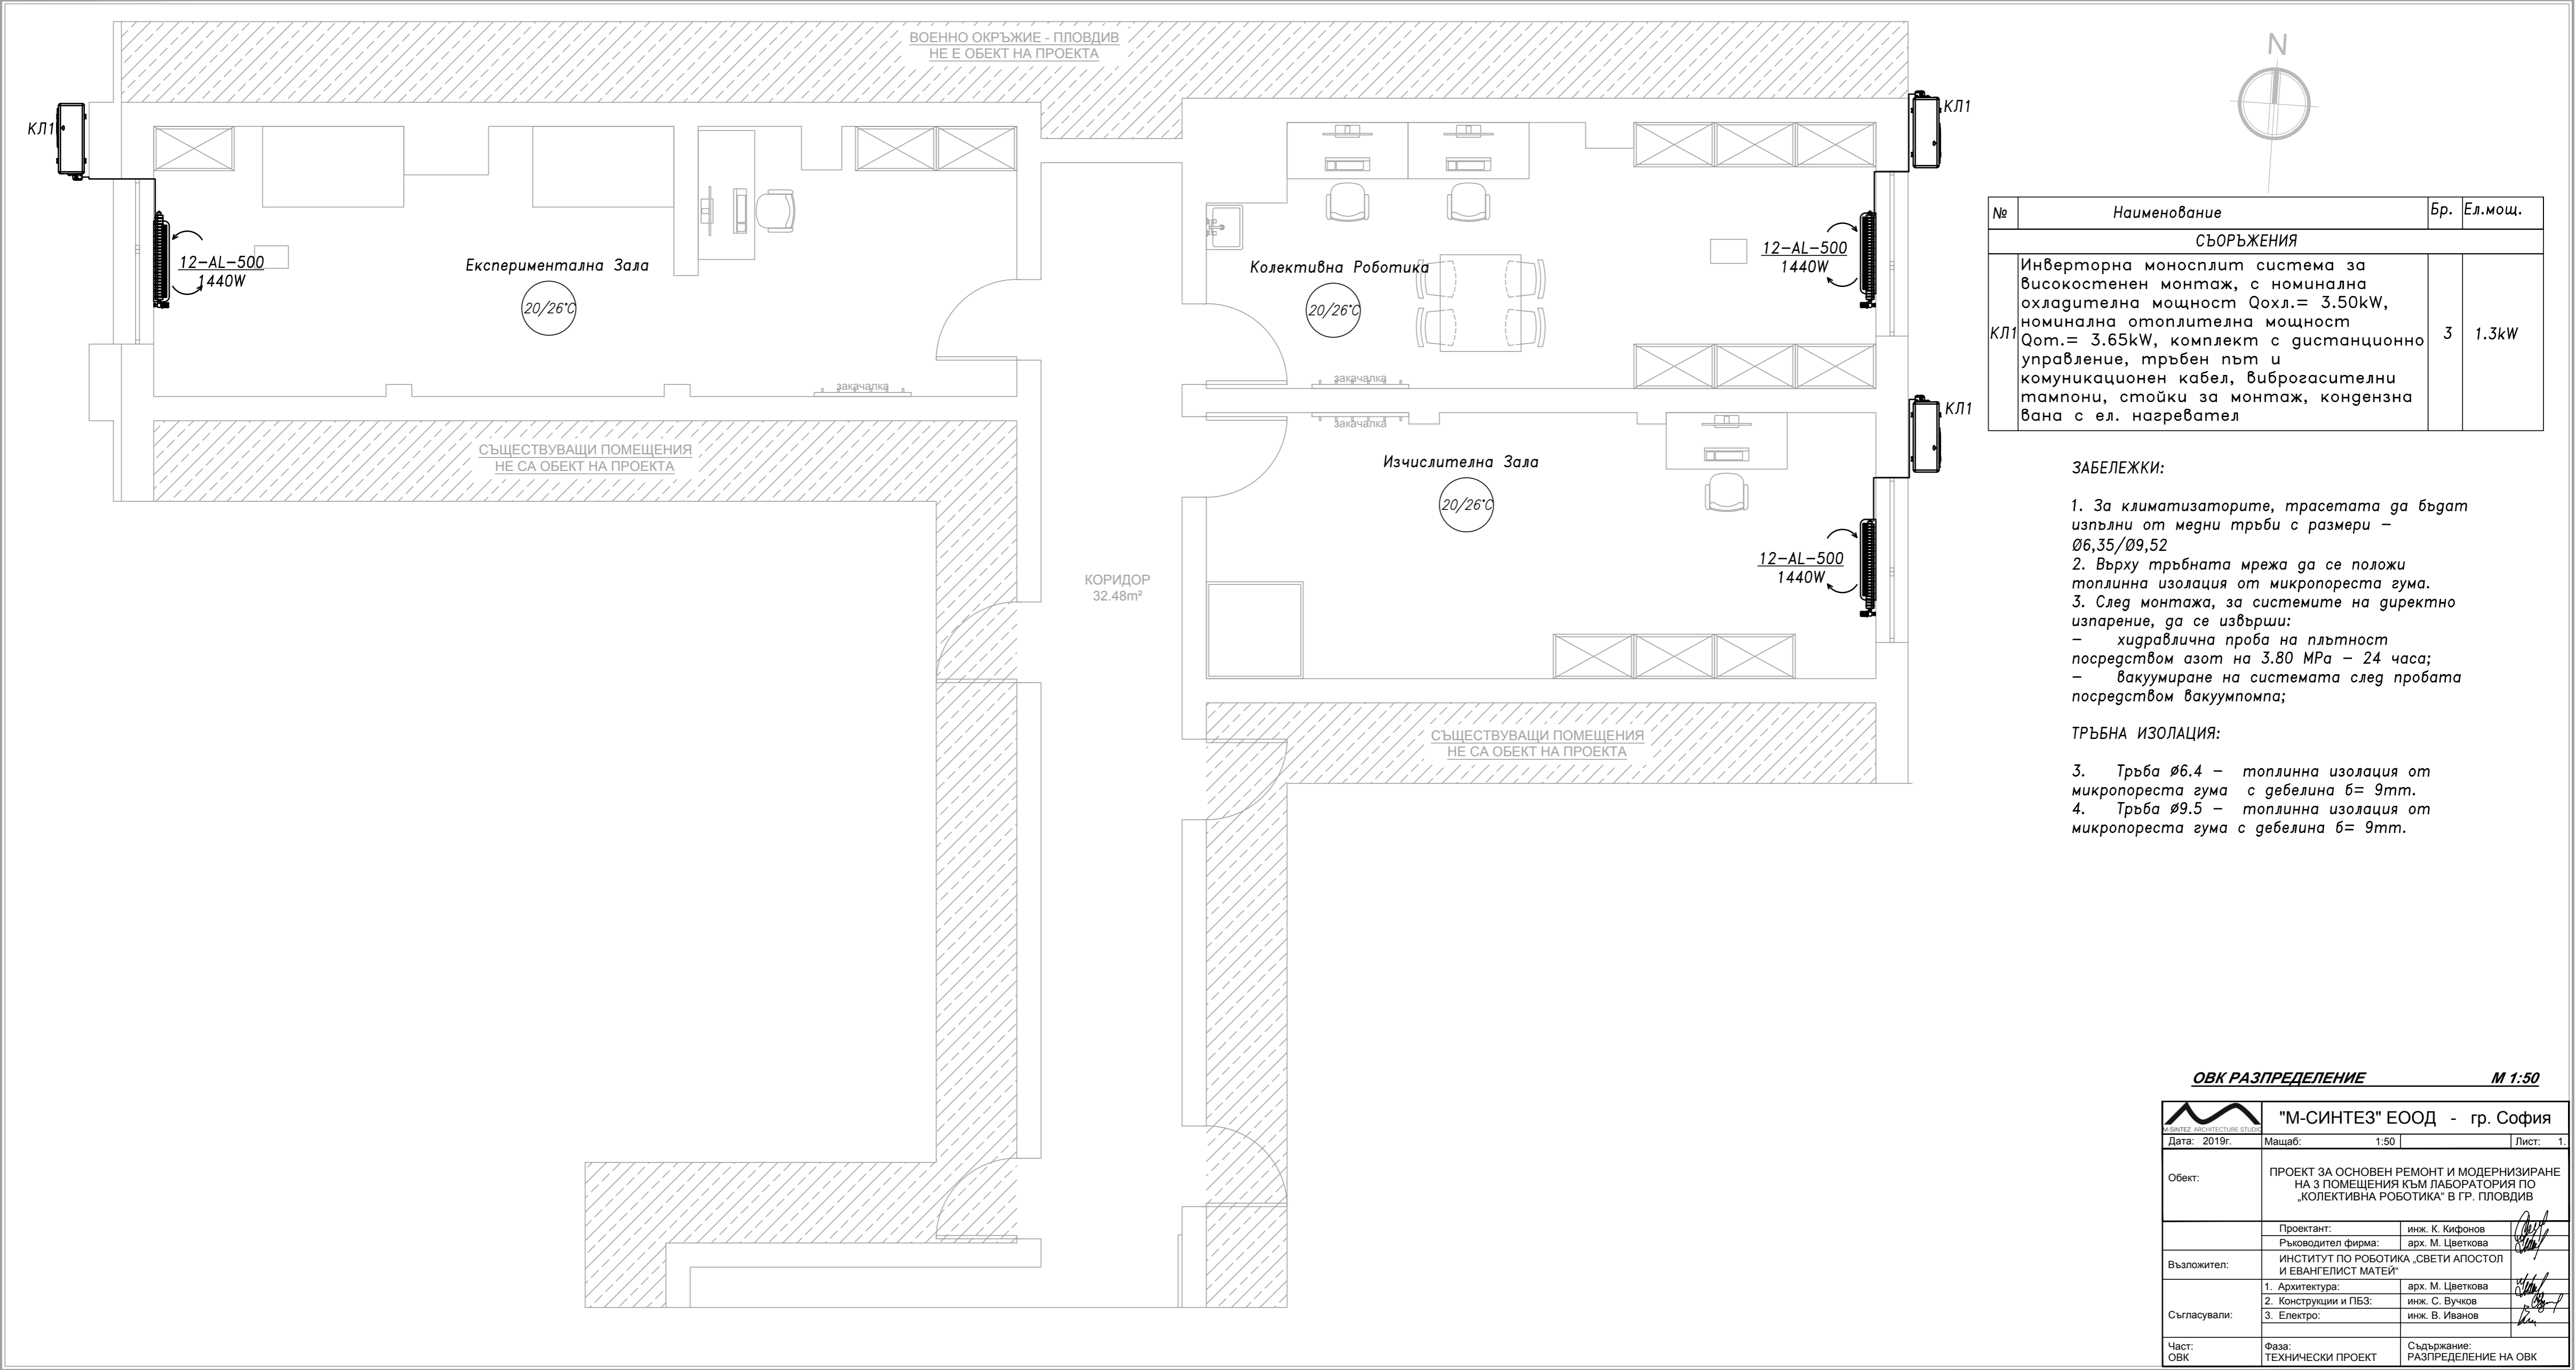 ВОЕННО ОКРЪЖИЕ - ПЛОВДИВ
НЕ Е ОБЕКТ НА ПРОЕКТА
N
КЛ1
КЛ1
12-AL-500
1440W
Експериментална Зала
20/26°C
закачалка
Колективна Роботика
20/26°C
12-AL-500
1440W
закачалка
закачалка
КЛ1
СЪЩЕСТВУВАЩИ ПОМЕЩЕНИЯ
НЕ СА ОБЕКТ НА ПРОЕКТА
Изчислителна Зала
20/26°C
12-AL-500
1440W
КОРИДОР
32.48m²
СЪЩЕСТВУВАЩИ ПОМЕЩЕНИЯ
НЕ СА ОБЕКТ НА ПРОЕКТА
№ Наименование Бр. Ел.мощ.
СЪОРЪЖЕНИЯ
Инверторна моносплит система за
високостенен монтаж, с номинална
охладителна мощност Qохл.= 3.50kW,
номинална отоплителна мощност
КЛ1 Qот.= 3.65kW, комплект с дистанционно 3 1.3kW
управление, тръбен път и
комуникационен кабел, виброгасителни
тампони, стойки за монтаж, кондензна
вана с ел. нагревател
ЗАБЕЛЕЖКИ:
1. За климатизаторите, трасетата да бъдат
изпълни от медни тръби с размери –
Ø6,35/Ø9,52
2. Върху тръбната мрежа да се положи
топлинна изолация от микропореста гума.
3. След монтажа, за системите на директно
изпарение, да се извърши:
– хидравлична проба на плътност
посредством азот на 3.80 MPa – 24 часа;
– вакуумиране на системата след пробата
посредством вакуумпомпа;
ТРЪБНА ИЗОЛАЦИЯ:
3. Тръба ø6.4 – топлинна изолация от
микропореста гума с дебелина б= 9mm.
4. Тръба ø9.5 – топлинна изолация от
микропореста гума с дебелина б= 9mm.
ОВК РАЗПРЕДЕЛЕНИЕ М 1:50
M-SINTEZ ARCHITECTURE STUDIO
"М-СИНТЕЗ" ЕООД - гр. София
Дата: 2019г. Мащаб: 1:50 Лист: 1.
Обект:
ПРОЕКТ ЗА ОСНОВЕН РЕМОНТ И МОДЕРНИЗИРАНЕ
НА 3 ПОМЕЩЕНИЯ КЪМ ЛАБОРАТОРИЯ ПО
„КОЛЕКТИВНА РОБОТИКА“ В ГР. ПЛОВДИВ
Проектант: инж. К. Кифонов
Ръководител фирма: арх. М. Цветкова
Възложител:
ИНСТИТУТ ПО РОБОТИКА „СВЕТИ АПОСТОЛ
И ЕВАНГЕЛИСТ МАТЕЙ“
Съгласували:
1. Архитектура: арх. М. Цветкова
2. Конструкции и ПБЗ: инж. С. Вучков
3. Електро: инж. В. Иванов
Част: Фаза: Съдържание:
ОВК ТЕХНИЧЕСКИ ПРОЕКТ РАЗПРЕДЕЛЕНИЕ НА ОВК